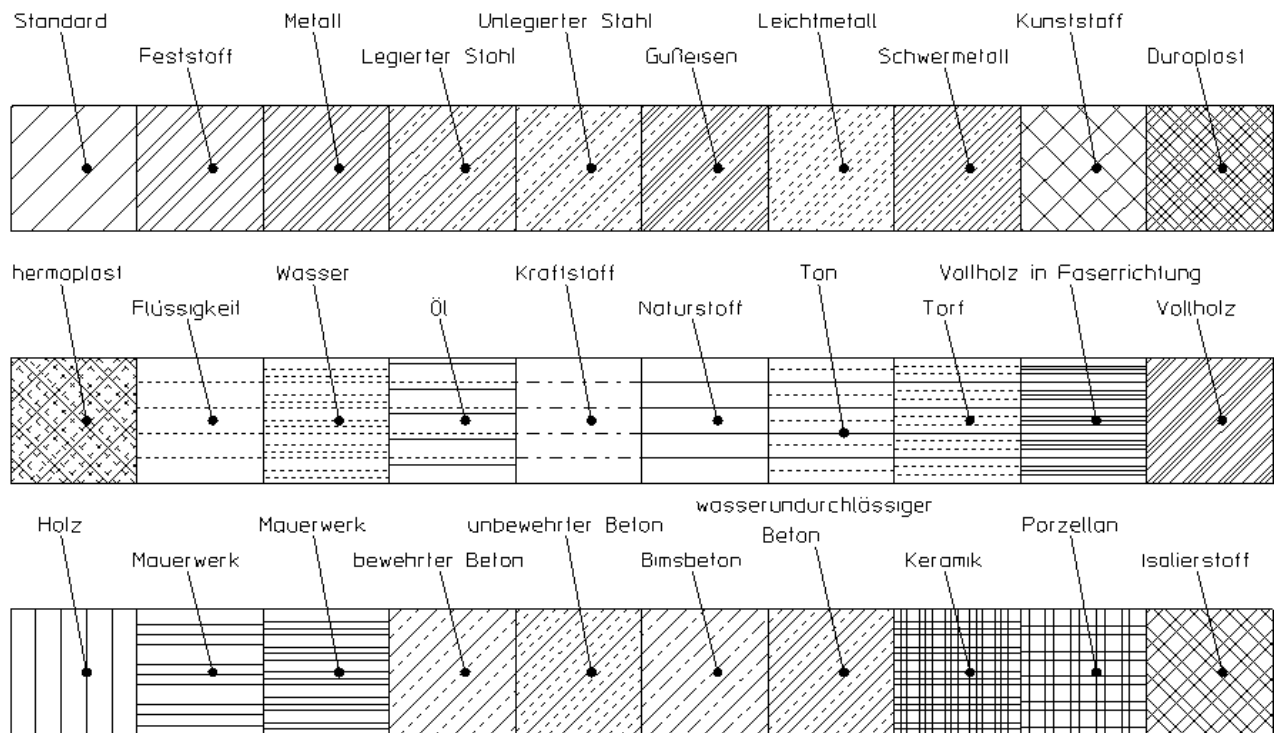 Standard
Metall
Unlegierter Stahl
Leichtmetall
Kunststoff
Feststoff
Legierter Stahl
Gußeisen
Schwermetall
Duroplast
hermoplast
Wasser
Kraftstoff
Ton
Vollholz in Faserrichtung
Flüssigkeit
Öl
Naturstoff
Torf
Vollholz
wasserundurchlässiger
Holz
Mauerwerk
unbewehrter Beton
Beton
Porzellan
Mauerwerk
bewehrter Beton
Bimsbeton
Keramik
Isolierstoff